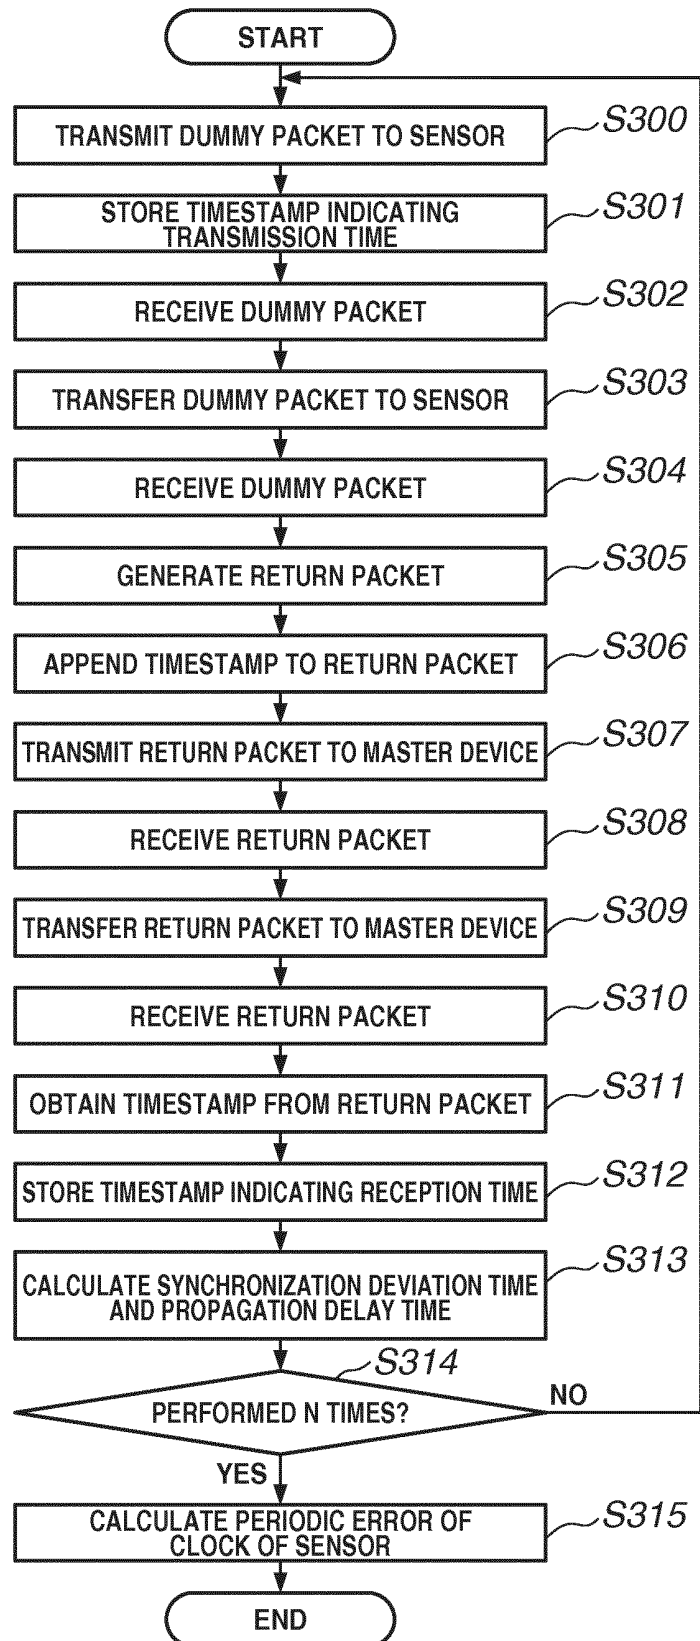 START
TRANSMIT DUMMY PACKET TO SENSOR
S300
STORE TIMESTAMP INDICATING
TRANSMISSION TIME
S301
RECEIVE DUMMY PACKET
S302
TRANSFER DUMMY PACKET TO SENSOR
S303
RECEIVE DUMMY PACKET
S304
GENERATE RETURN PACKET
S305
APPEND TIMESTAMP TO RETURN PACKET
S306
TRANSMIT RETURN PACKET TO MASTER DEVICE
S307
RECEIVE RETURN PACKET
S308
TRANSFER RETURN PACKET TO MASTER DEVICE
S309
RECEIVE RETURN PACKET
S310
OBTAIN TIMESTAMP FROM RETURN PACKET
S311
STORE TIMESTAMP INDICATING RECEPTION TIME
S312
CALCULATE SYNCHRONIZATION DEVIATION TIME
AND PROPAGATION DELAY TIME
S313
S314
PERFORMED N TIMES?
NO
YES
CALCULATE PERIODIC ERROR OF
CLOCK OF SENSOR
S315
END